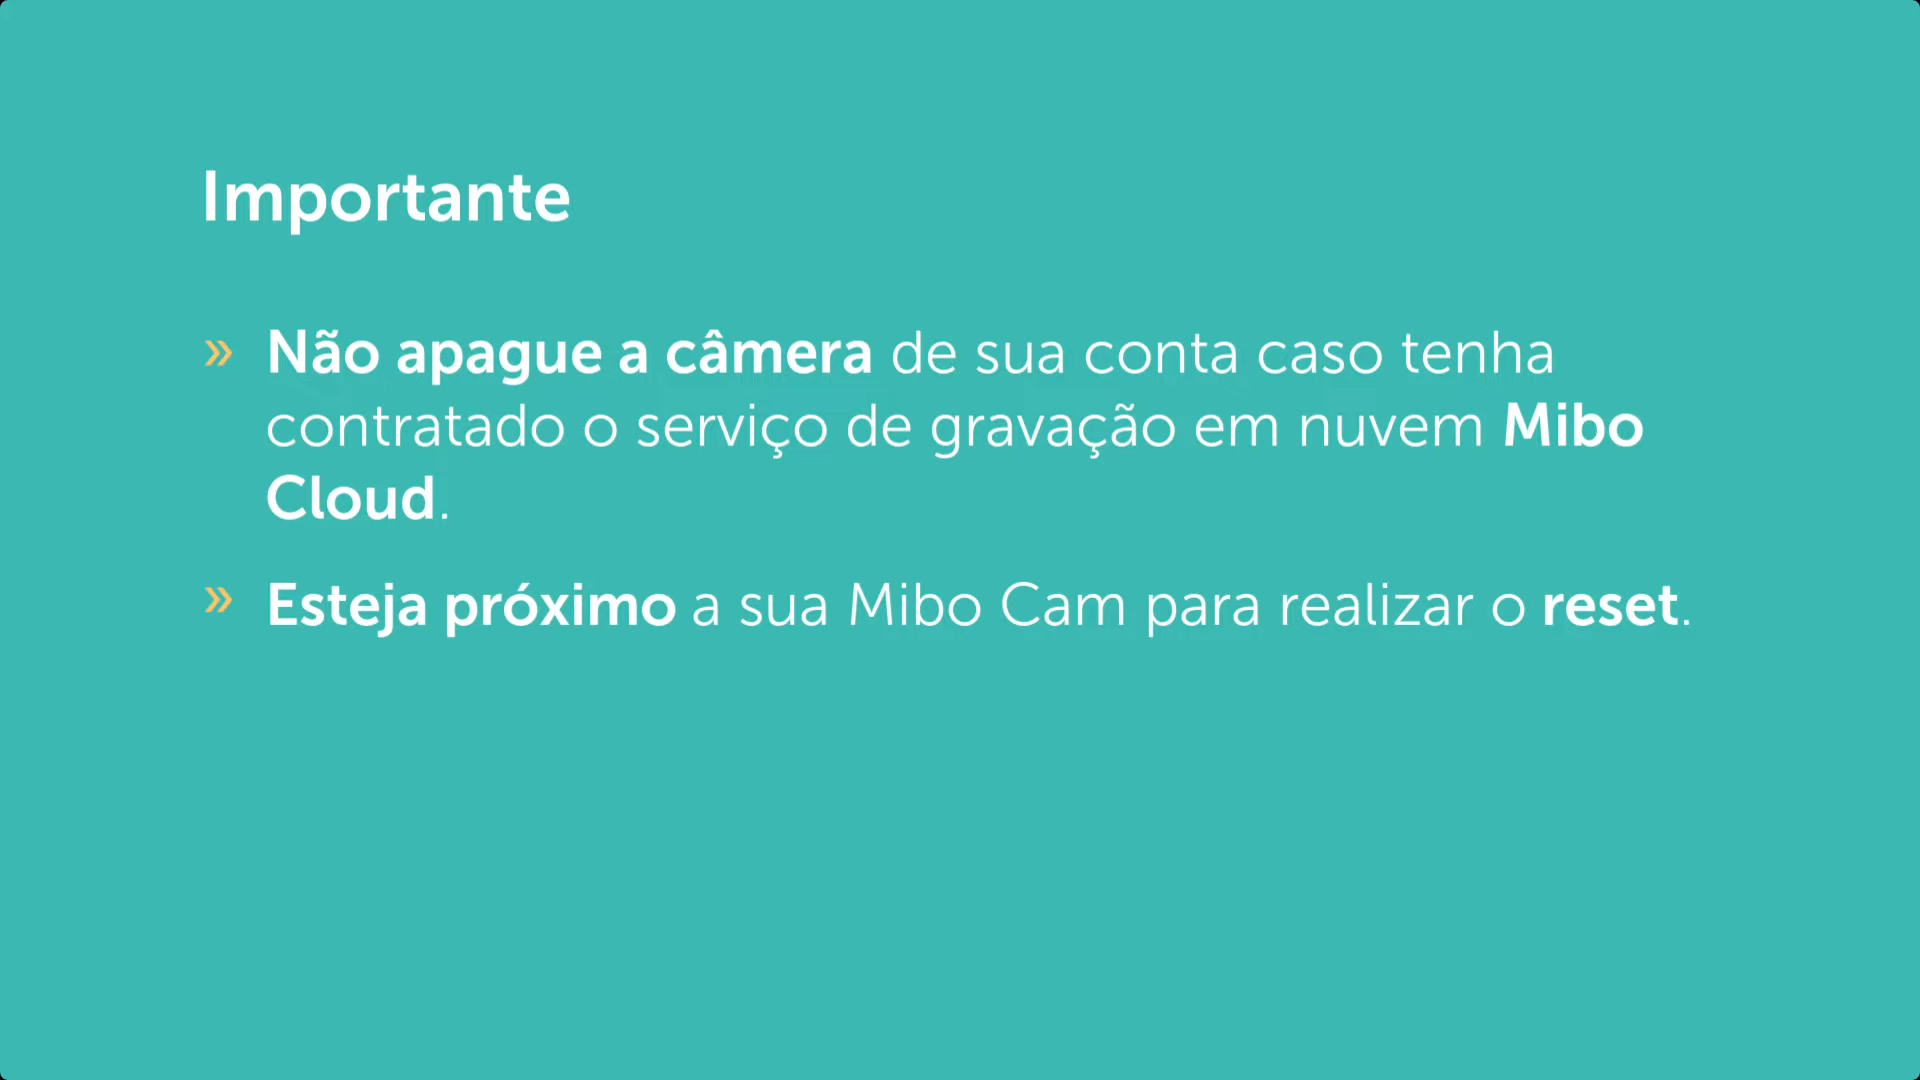 Importante
» Não apague a câmera de sua conta caso tenha
contratado o serviço de gravação em nuvem Mibo
Cloud.
» Esteja próximo a sua Mibo Cam para realizar o reset.